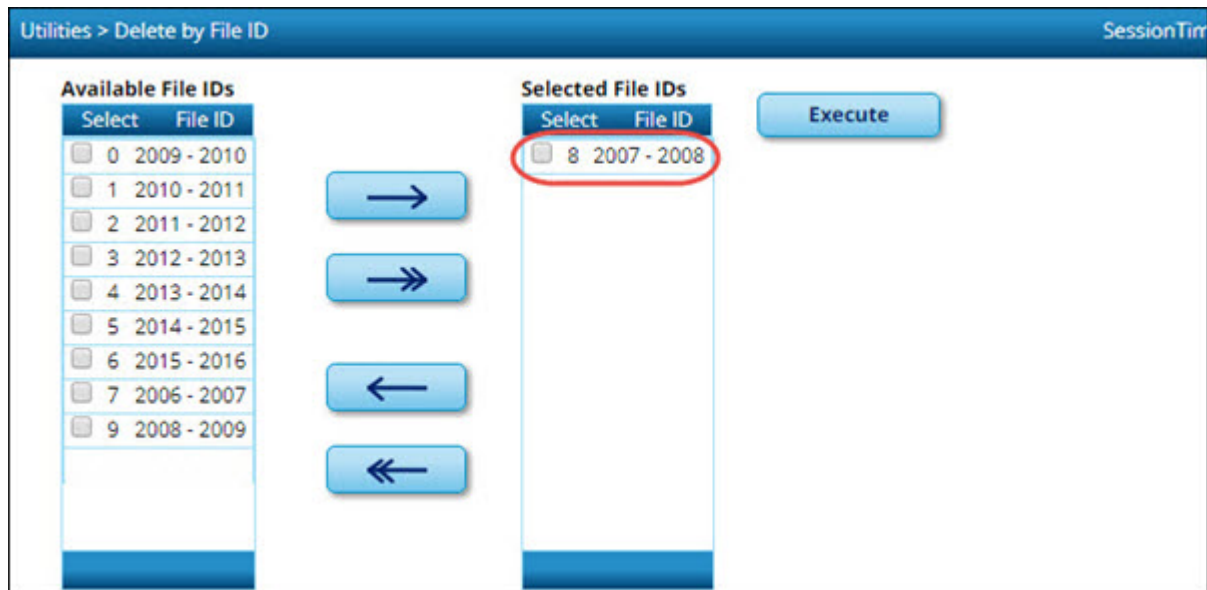 Utilities > Delete by File ID
SessionTim
Available File IDs
Select File ID
0 2009 - 2010
1 2010 - 2011
2 2011 - 2012
3 2012 - 2013
4 2013 - 2014
5 2014 - 2015
6 2015 - 2016
7 2006 - 2007
9 2008 - 2009
Selected File IDs
Select File ID
8 2007 - 2008
Execute